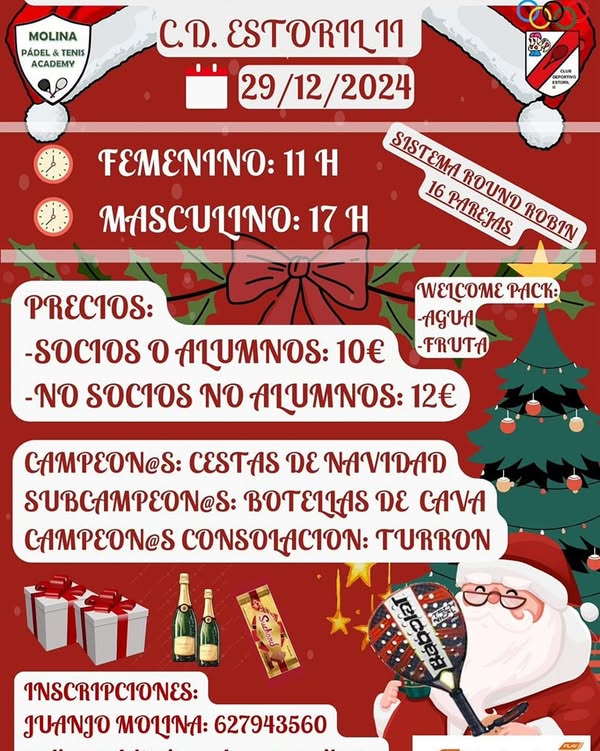 MOLINA
PÁDEL & TENIS
ACADEMY
C.D. ESTORIL II
CLUB
DEPORTIVO
ESTORIL
II
29/12/2024
FEMENINO: 11 H
MASCULINO: 17 H
SISTEMA ROUND ROBIN
16 PAREJAS
WELCOME PACK:
-AGUA
-FRUTA
PRECIOS:
-SOCIOS O ALUMNOS: 10€
-NO SOCIOS NO ALUMNOS: 12€
CAMPEON@S: CESTAS DE NAVIDAD
SUBCAMPEON@S: BOTELLAS DE CAVA
CAMPEON@S CONSOLACION: TURRON
Suchard
Babolat
INSCRIPCIONES:
JUANJO MOLINA: 627943560